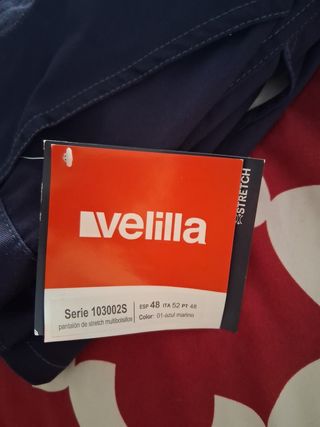 velilla
STRETCH
Serie 103002S
pantalón de stretch multibolsillos
ESP 48 ITA 52 PT 48
Color: 01-azul marino